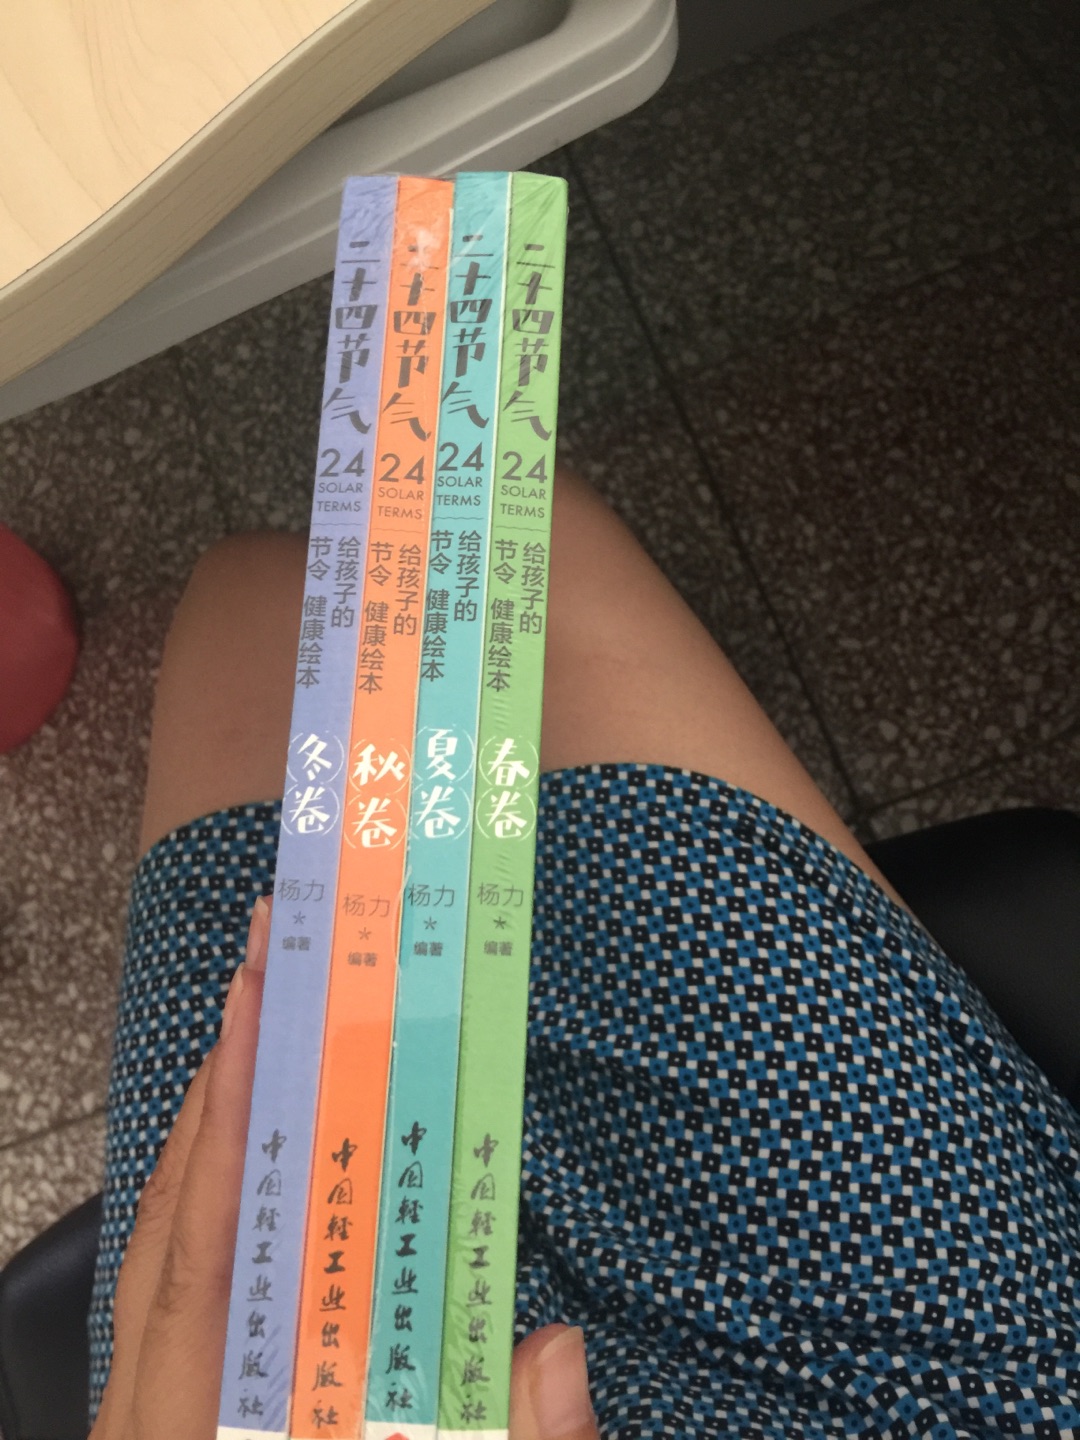 二十四节气
24
SOLAR
TERMS
给孩子的
节令 健康绘本
冬卷
杨力
*
编著
中国轻工业出版社
二十四节气
24
SOLAR
TERMS
给孩子的
节令 健康绘本
秋卷
杨力
*
编著
中国轻工业出版社
二十四节气
24
SOLAR
TERMS
给孩子的
节令 健康绘本
夏卷
杨力
*
编著
中国轻工业出版社
二十四节气
24
SOLAR
TERMS
给孩子的
节令 健康绘本
春卷
杨力
*
编著
中国轻工业出版社